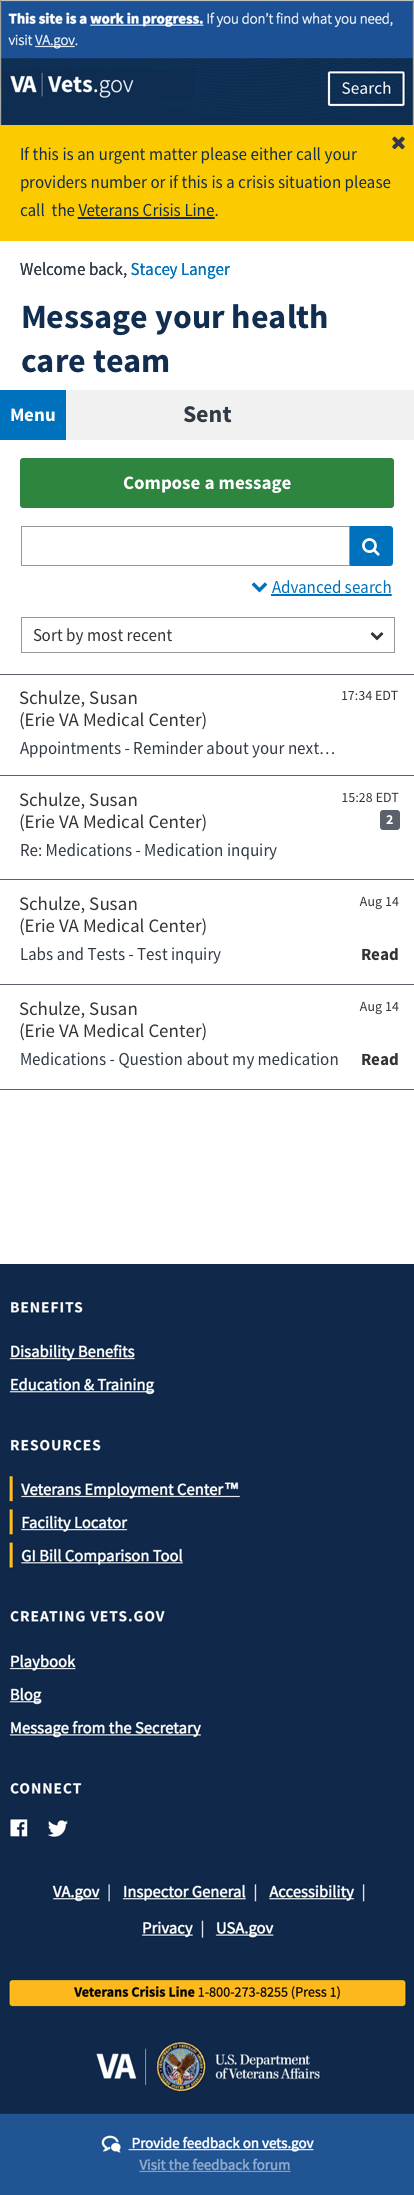 This site is a work in progress. If you don't find what you need,
visit VA.gov.
VA | Vets.gov
Search
If this is an urgent matter please either call your
providers number or if this is a crisis situation please
call the Veterans Crisis Line.
Welcome back, Stacey Langer
Message your health
care team
Menu
Sent
Compose a message
Advanced search
Sort by most recent
Schulze, Susan
17:34 EDT
(Erie VA Medical Center)
Appointments - Reminder about your next...
Schulze, Susan
15:28 EDT
(Erie VA Medical Center)
2
Re: Medications - Medication inquiry
Schulze, Susan
Aug 14
(Erie VA Medical Center)
Labs and Tests - Test inquiry
Read
Schulze, Susan
Aug 14
(Erie VA Medical Center)
Medications - Question about my medication
Read
BENEFITS
Disability Benefits
Education & Training
RESOURCES
Veterans Employment Center™
Facility Locator
GI Bill Comparison Tool
CREATING VETS.GOV
Playbook
Blog
Message from the Secretary
CONNECT
VA.gov | Inspector General | Accessibility |
Privacy | USA.gov
Veterans Crisis Line 1-800-273-8255 (Press 1)
VA
U.S. Department
of Veterans Affairs
Provide feedback on vets.gov
Visit the feedback forum